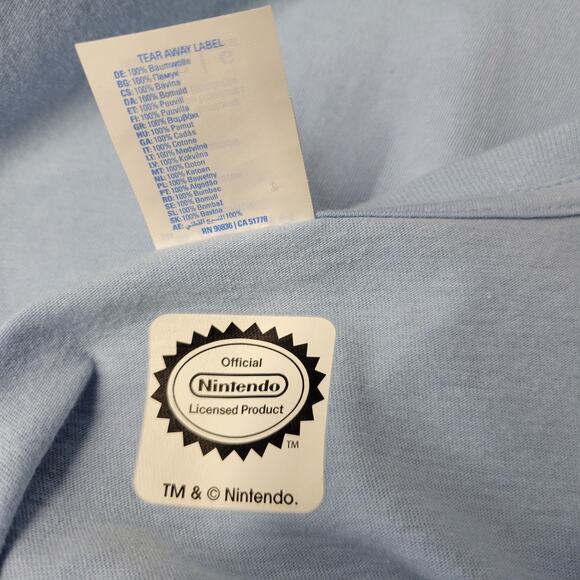 TEAR AWAY LABEL
DE: 100% Baumwolle
BG: 100% Памук
CS: 100% Bavlna
DA: 100% Bomuld
ET: 100% Puuvill
FI: 100% Puuvilla
GR: 100% Βαμβάκι
HU: 100% Pamut
GA: 100% Cadás
IT: 100% Cotone
LT: 100% Medvilnė
LV: 100% Kokvilna
MT: 100% Qoton
NL: 100% Katoen
PL: 100% Bawełny
PT: 100% Algodão
RO: 100% Bumbac
SE: 100% Bomull
SL: 100% Bombaž
SK: 100% Bavlna
RN 90836 | CA 51778
Official
Nintendo
Licensed Product
TM
TM & © Nintendo.